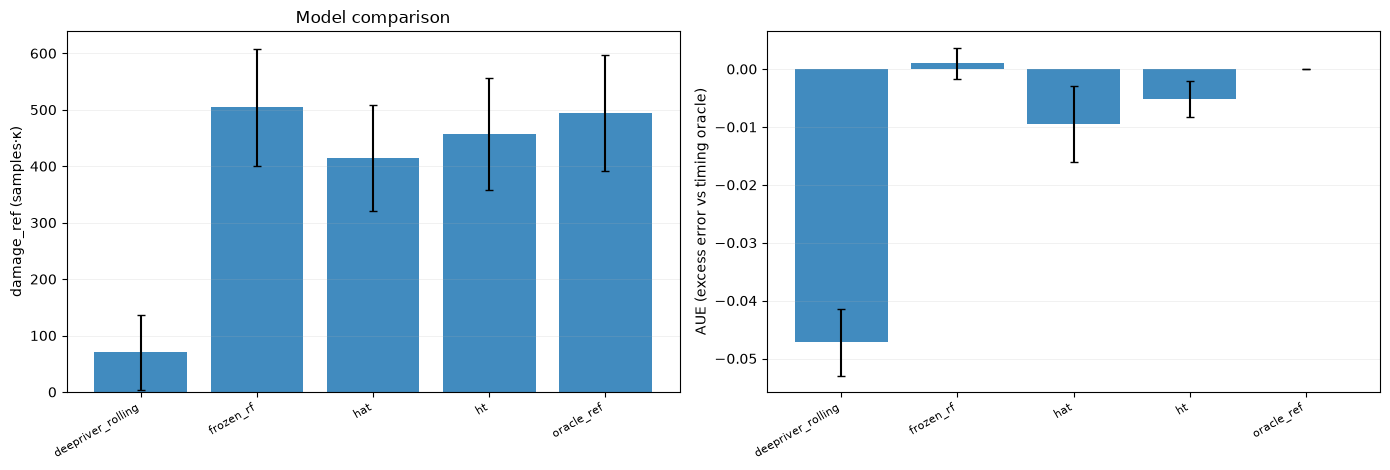 Model comparison
damage_ref (samples·κ)
600
500
400
300
200
100
0
deepriver_rolling
frozen_rf
hat
ht
oracle_ref
AUE (excess error vs timing oracle)
0.00
−0.01
−0.02
−0.03
−0.04
−0.05
deepriver_rolling
frozen_rf
hat
ht
oracle_ref